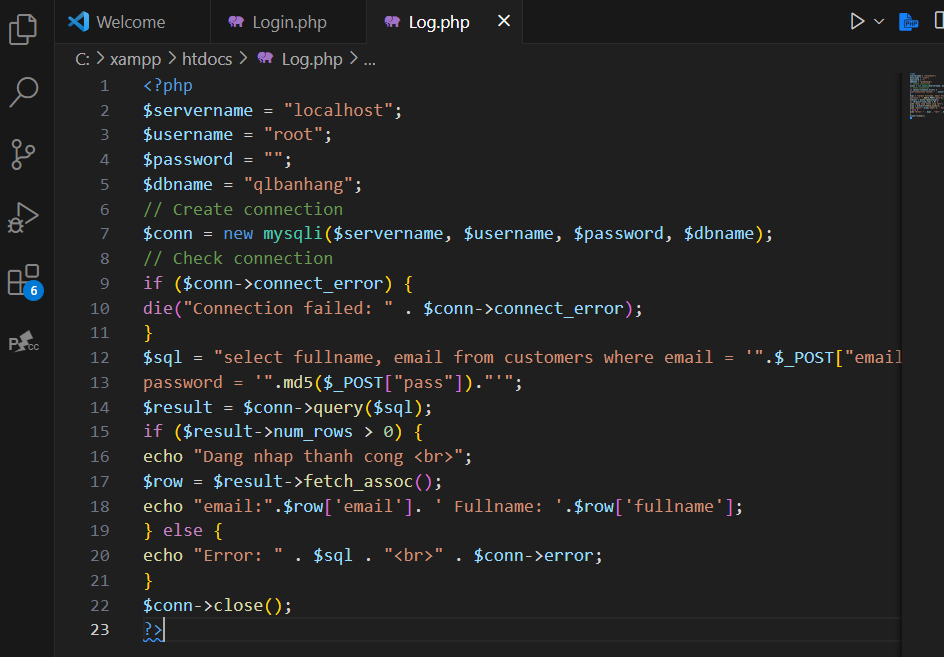 Welcome
Login.php
Log.php
C: > xampp > htdocs > Log.php > ...
1 <?php
2 $servername = "localhost";
3 $username = "root";
4 $password = "";
5 $dbname = "qlbanhang";
6 // Create connection
7 $conn = new mysqli($servername, $username, $password, $dbname);
8 // Check connection
9 if ($conn->connect_error) {
10 die("Connection failed: " . $conn->connect_error);
11 }
12 $sql = "select fullname, email from customers where email = '".$_POST["email
13 password = '".md5($_POST["pass"])."'";
14 $result = $conn->query($sql);
15 if ($result->num_rows > 0) {
16 echo "Dang nhap thanh cong <br>";
17 $row = $result->fetch_assoc();
18 echo "email:".$row['email']. ' Fullname: '.$row['fullname'];
19 } else {
20 echo "Error: " . $sql . "<br>" . $conn->error;
21 }
22 $conn->close();
23 ?>
6
PHP